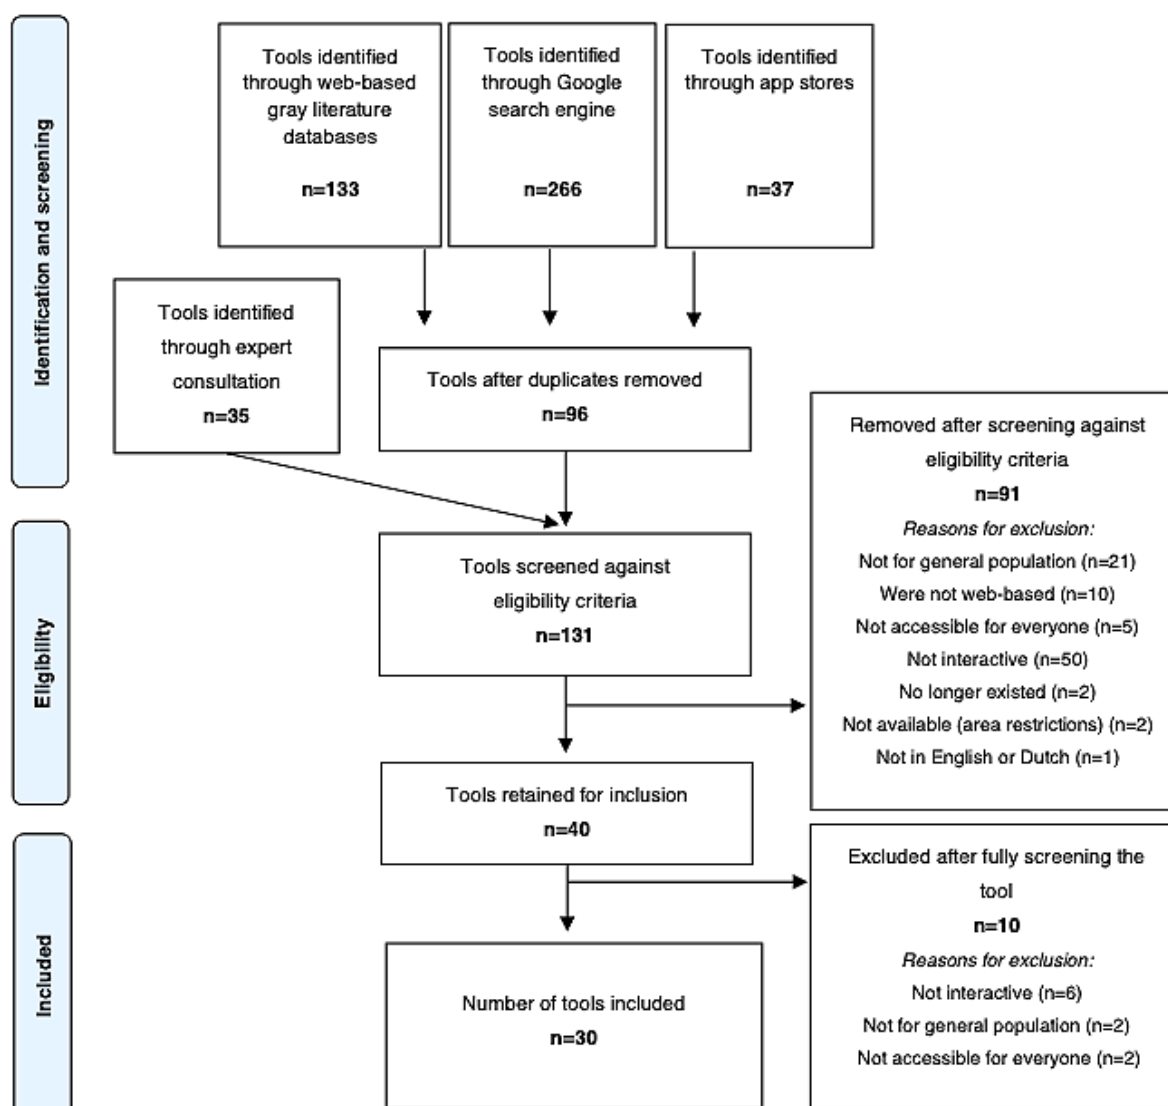 Identification and screening
Tools identified
through web-based
gray literature
databases
n=133
Tools identified
through Google
search engine
n=266
Tools identified
through app stores
n=37
Tools identified
through expert
consultation
n=35
Tools after duplicates removed
n=96
Removed after screening against
eligibility criteria
n=91
Reasons for exclusion:
Not for general population (n=21)
Were not web-based (n=10)
Not accessible for everyone (n=5)
Not interactive (n=50)
No longer existed (n=2)
Not available (area restrictions) (n=2)
Not in English or Dutch (n=1)
Eligibility
Tools screened against
eligibility criteria
n=131
Tools retained for inclusion
n=40
Excluded after fully screening the
tool
n=10
Reasons for exclusion:
Not interactive (n=6)
Not for general population (n=2)
Not accessible for everyone (n=2)
Included
Number of tools included
n=30